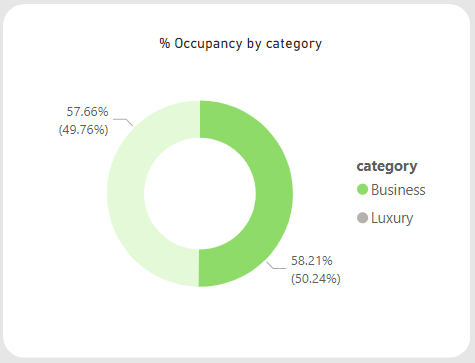 % Occupancy by category
57.66%
(49.76%)
category
Business
Luxury
58.21%
(50.24%)